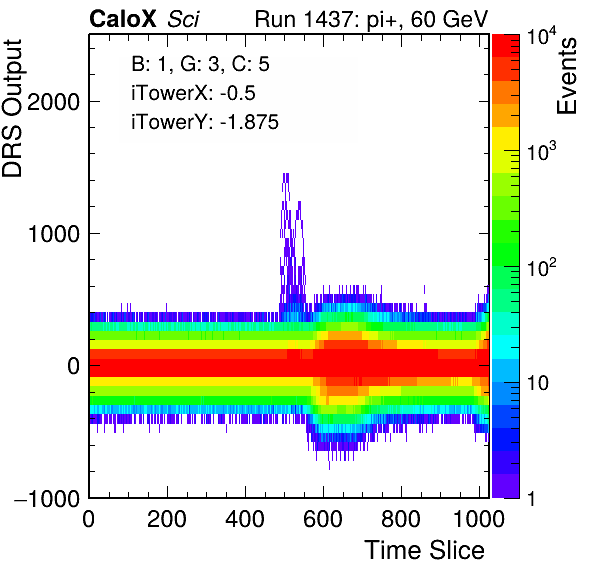 CaloX Sci Run 1437: pi+, 60 GeV
B: 1, G: 3, C: 5
iTowerX: -0.5
iTowerY: -1.875
DRS Output
2000
1000
0
−1000
0 200 400 600 800 1000
Time Slice
Events
10^4
10^3
10^2
10
1